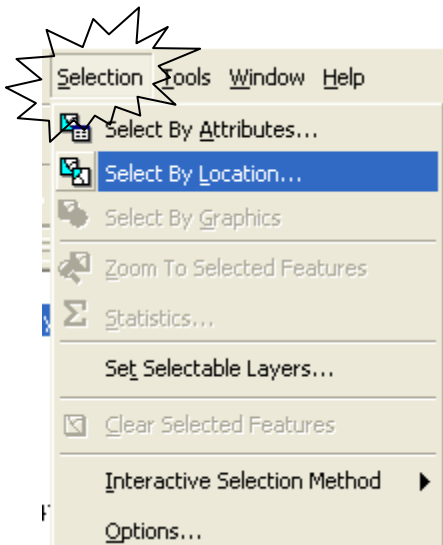 Selection Tools Window Help
Select By Attributes...
Select By Location...
Select By Graphics
Zoom To Selected Features
Σ Statistics...
Set Selectable Layers...
Clear Selected Features
Interactive Selection Method
Options...